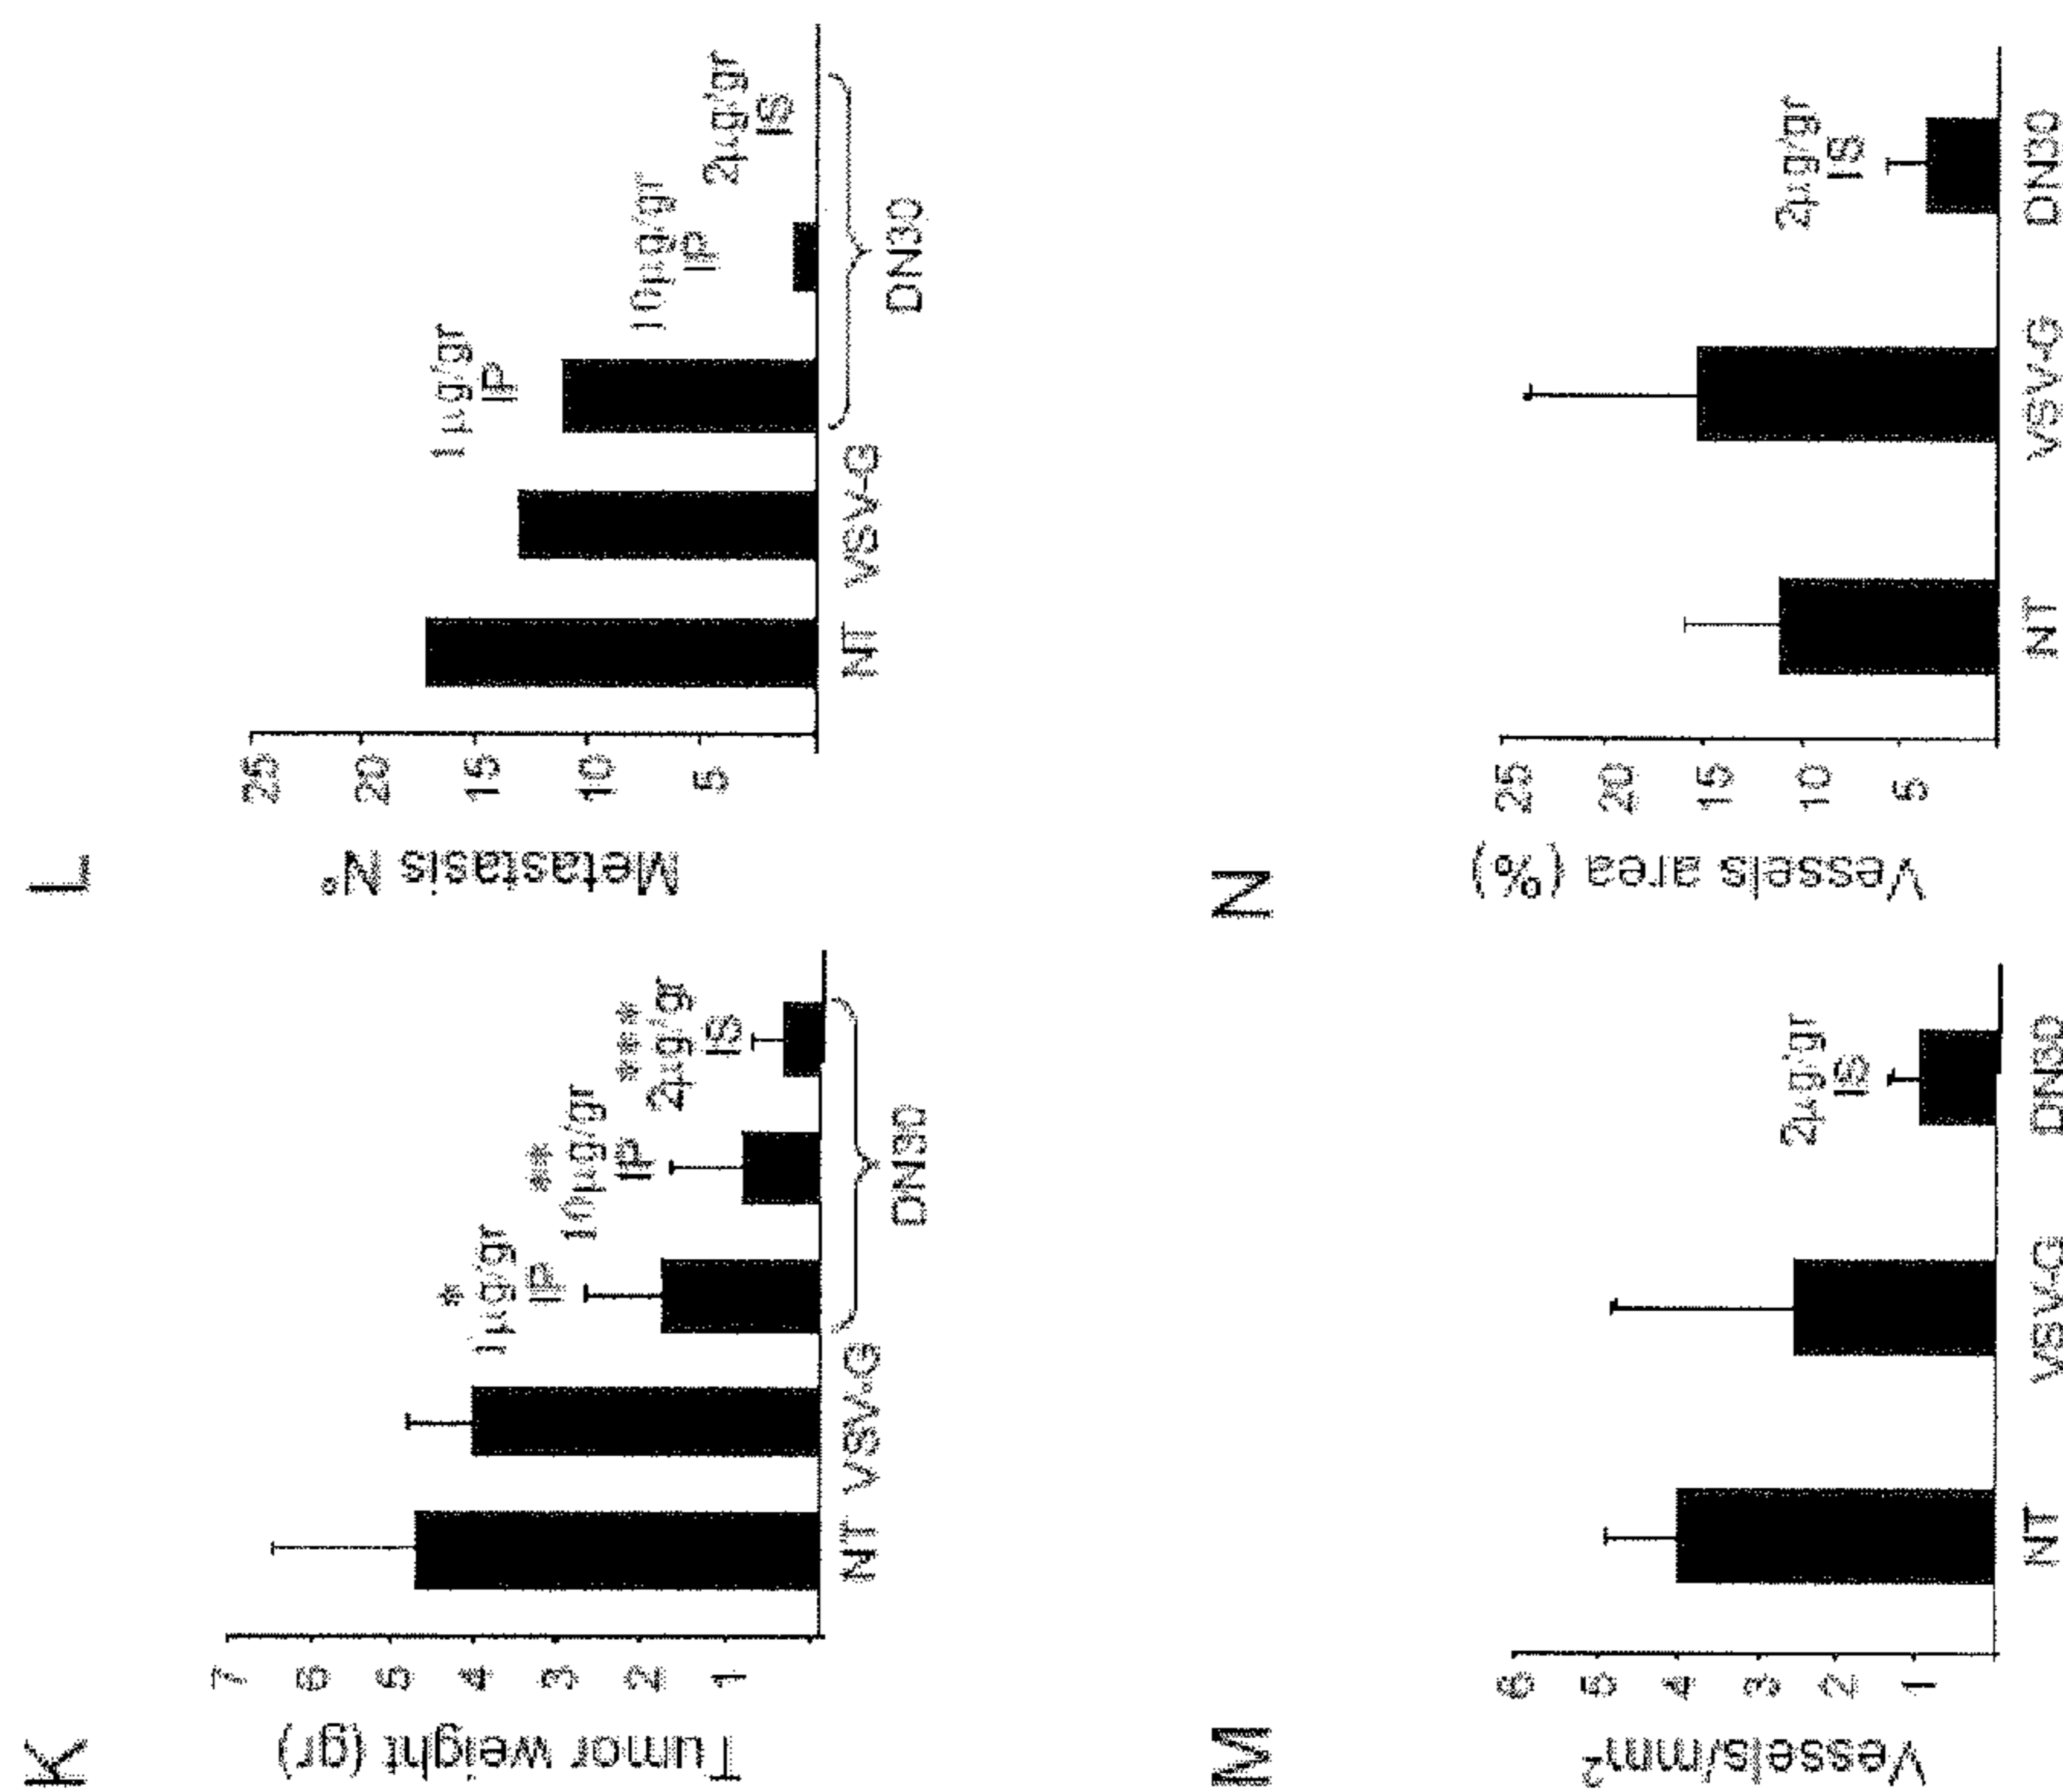 K
Tumor weight (gr)
7
6
5
4
3
2
1
*
1µg/gr
IP
**
10µg/gr
IP
***
2µg/gr
IS
NT VSV-G
DN30
L
Metastasis N°
25
20
15
10
5
1µg/gr
IP
10µg/gr
IP
2µg/gr
IS
NT VSV-G
DN30
M
Vessels/mm²
6
5
4
3
2
1
2µg/gr
IS
NT VSV-G DN30
N
Vessels area (%)
25
20
15
10
5
2µg/gr
IS
NT VSV-G DN30